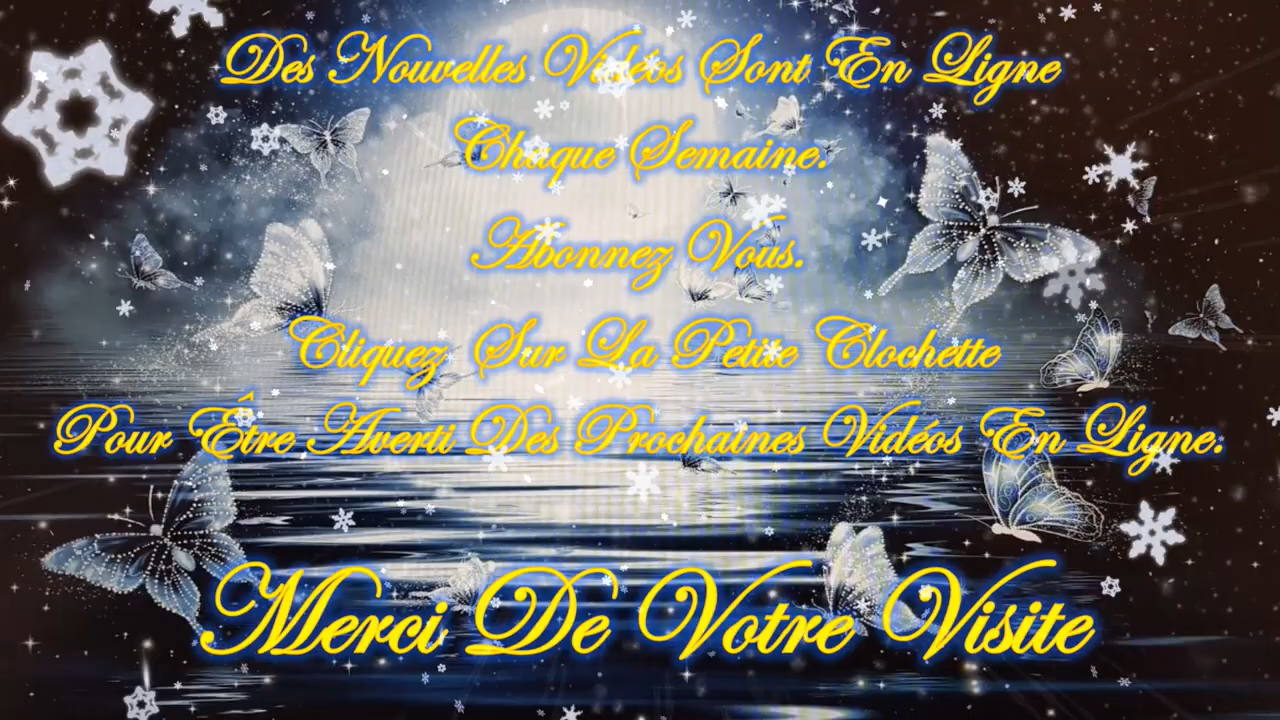 Des Nouvelles Vidéos Sont En Ligne
Chaque Semaine.
Abonnez Vous.
Cliquez Sur La Petite Clochette
Pour Être Averti Des Prochaines Vidéos En Ligne.
Merci De Votre Visite